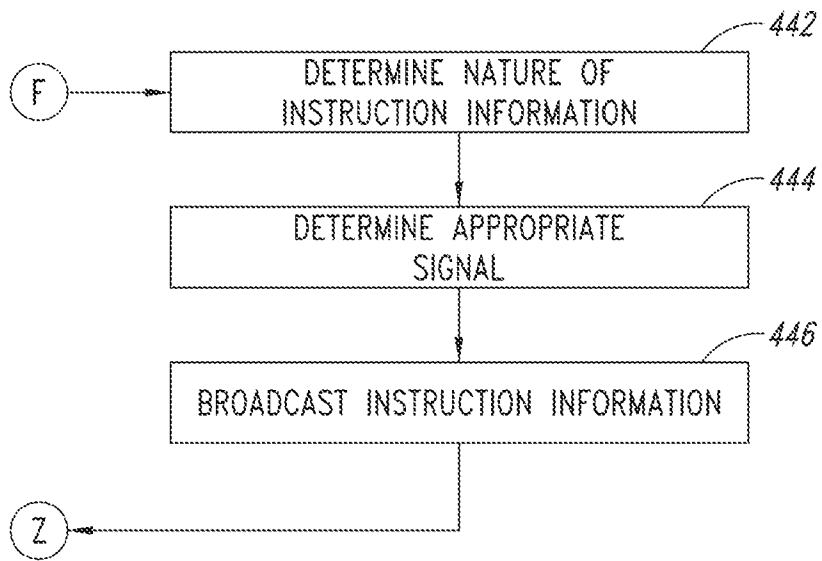 442
F
DETERMINE NATURE OF
INSTRUCTION INFORMATION
444
DETERMINE APPROPRIATE
SIGNAL
446
BROADCAST INSTRUCTION INFORMATION
Z